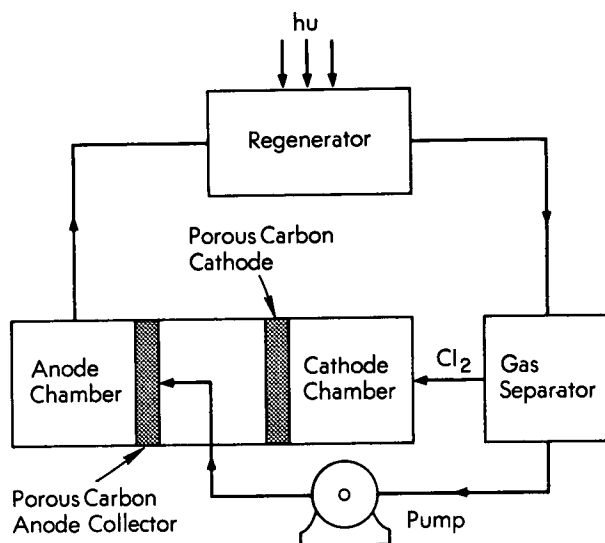 hυ
Regenerator
Porous Carbon
Cathode
Anode
Chamber
Cathode
Chamber
Cl2
Gas
Separator
Porous Carbon
Anode Collector
Pump